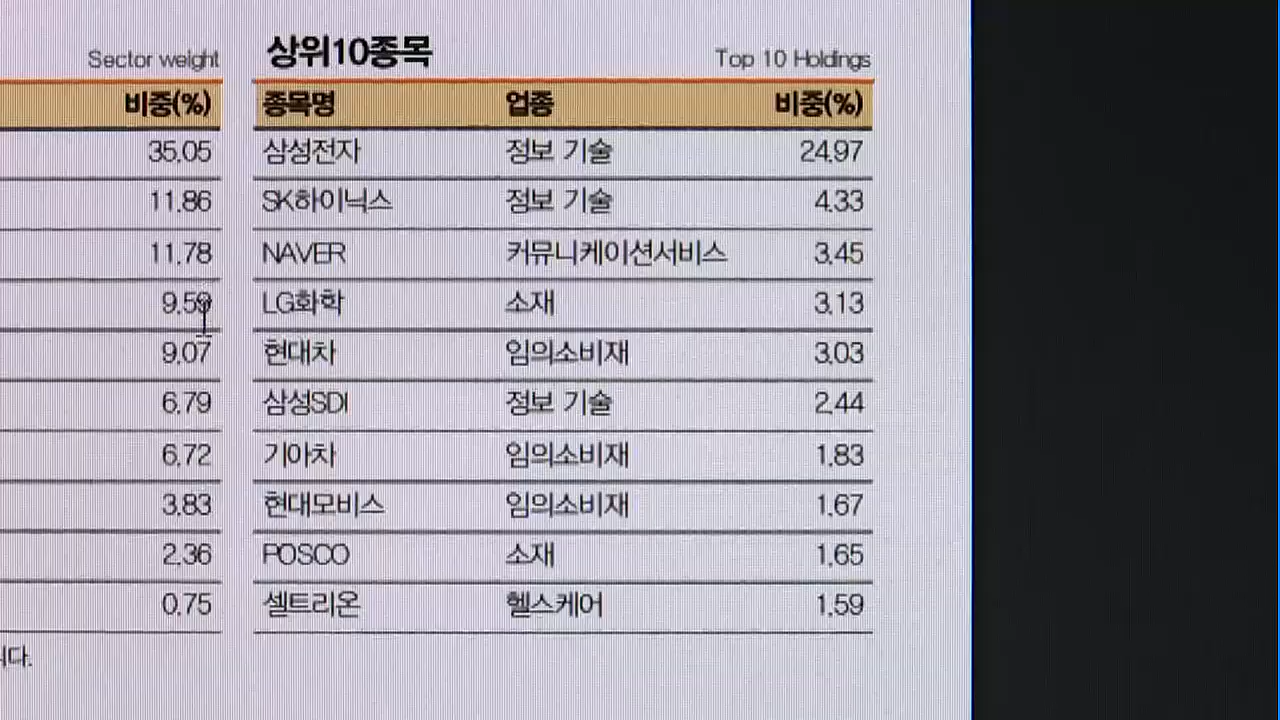 Sector weight
비중(%)
35.05
11.86
11.78
9.59
9.07
6.79
6.72
3.83
2.36
0.75
상위10종목 Top 10 Holdings
종목명 업종 비중(%)
삼성전자 정보 기술 24.97
SK하이닉스 정보 기술 4.33
NAVER 커뮤니케이션서비스 3.45
LG화학 소재 3.13
현대차 임의소비재 3.03
삼성SDI 정보 기술 2.44
기아차 임의소비재 1.83
현대모비스 임의소비재 1.67
POSCO 소재 1.65
셀트리온 헬스케어 1.59